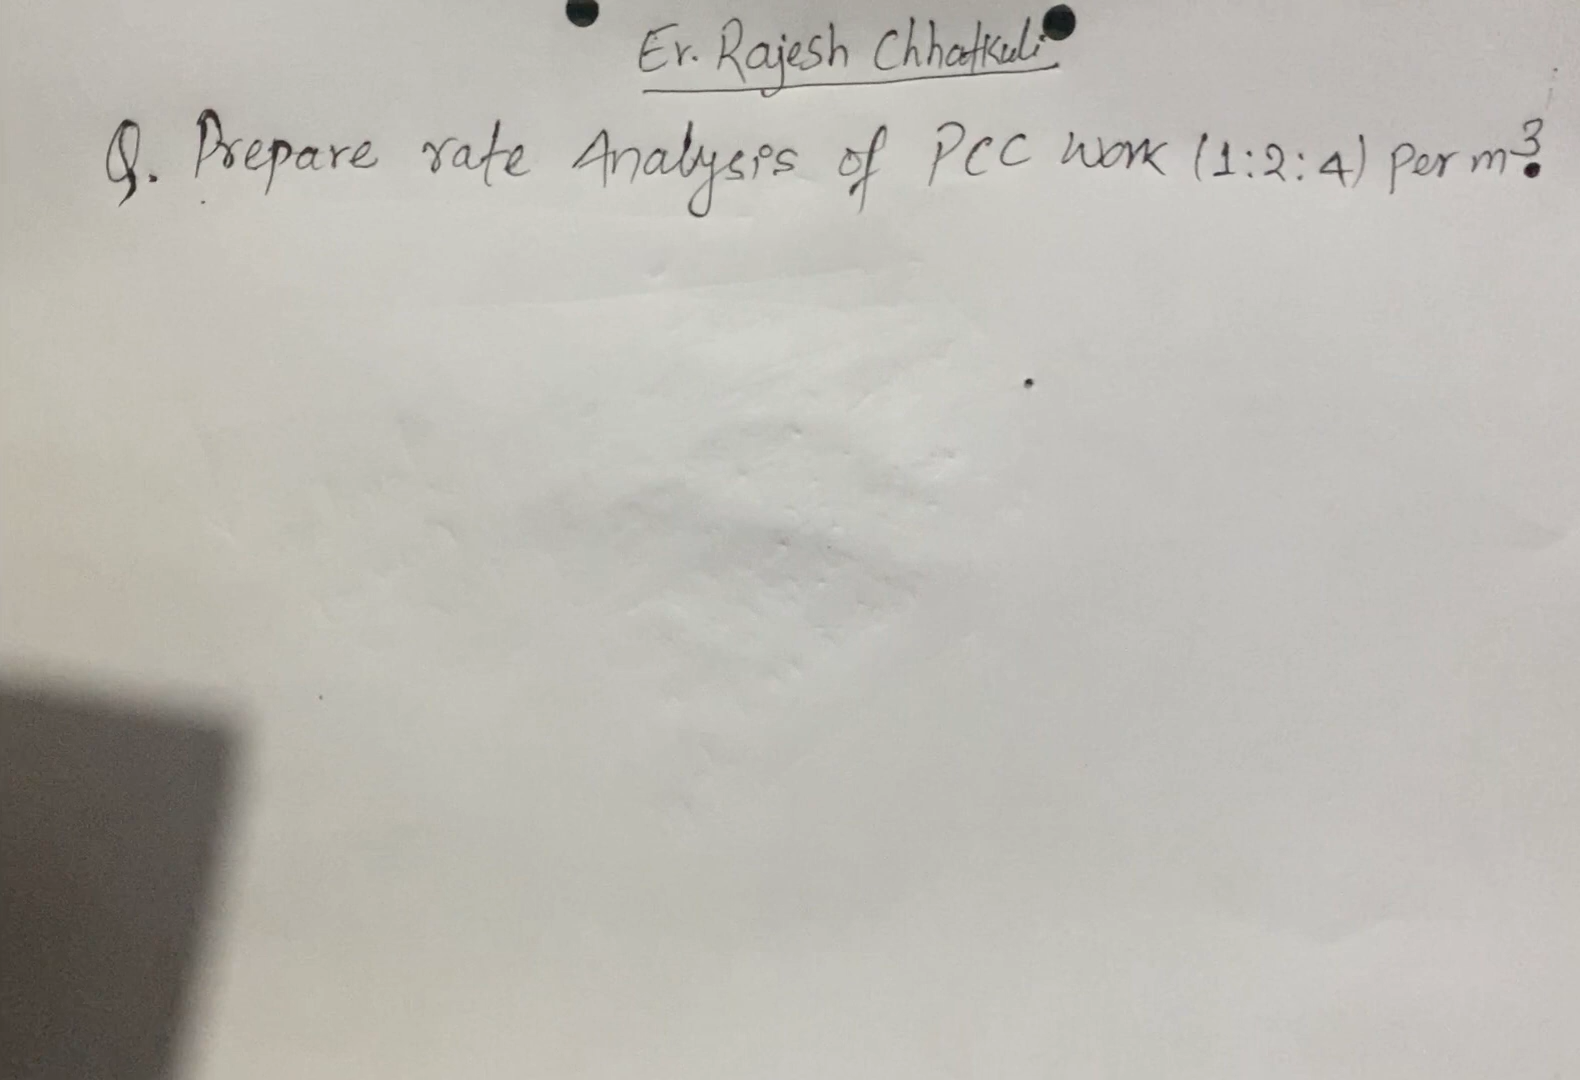 Er. Rajesh Chhatkuli
Q. Prepare rate Analysis of PCC Work (1:2:4) per m³.